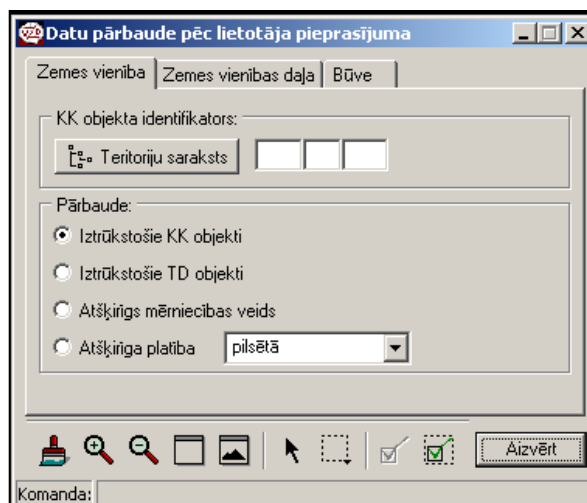 VZD Datu pārbaude pēc lietotāja pieprasījuma
Zemes vienība Zemes vienības daļa Būve
KK objekta identifikators:
Teritoriju saraksts
Pārbaude:
Iztrūkstošie KK objekti
Iztrūkstošie TD objekti
Atšķirīgs mērniecības veids
Atšķirīga platība pilsētā
Aizvērt
Komanda: